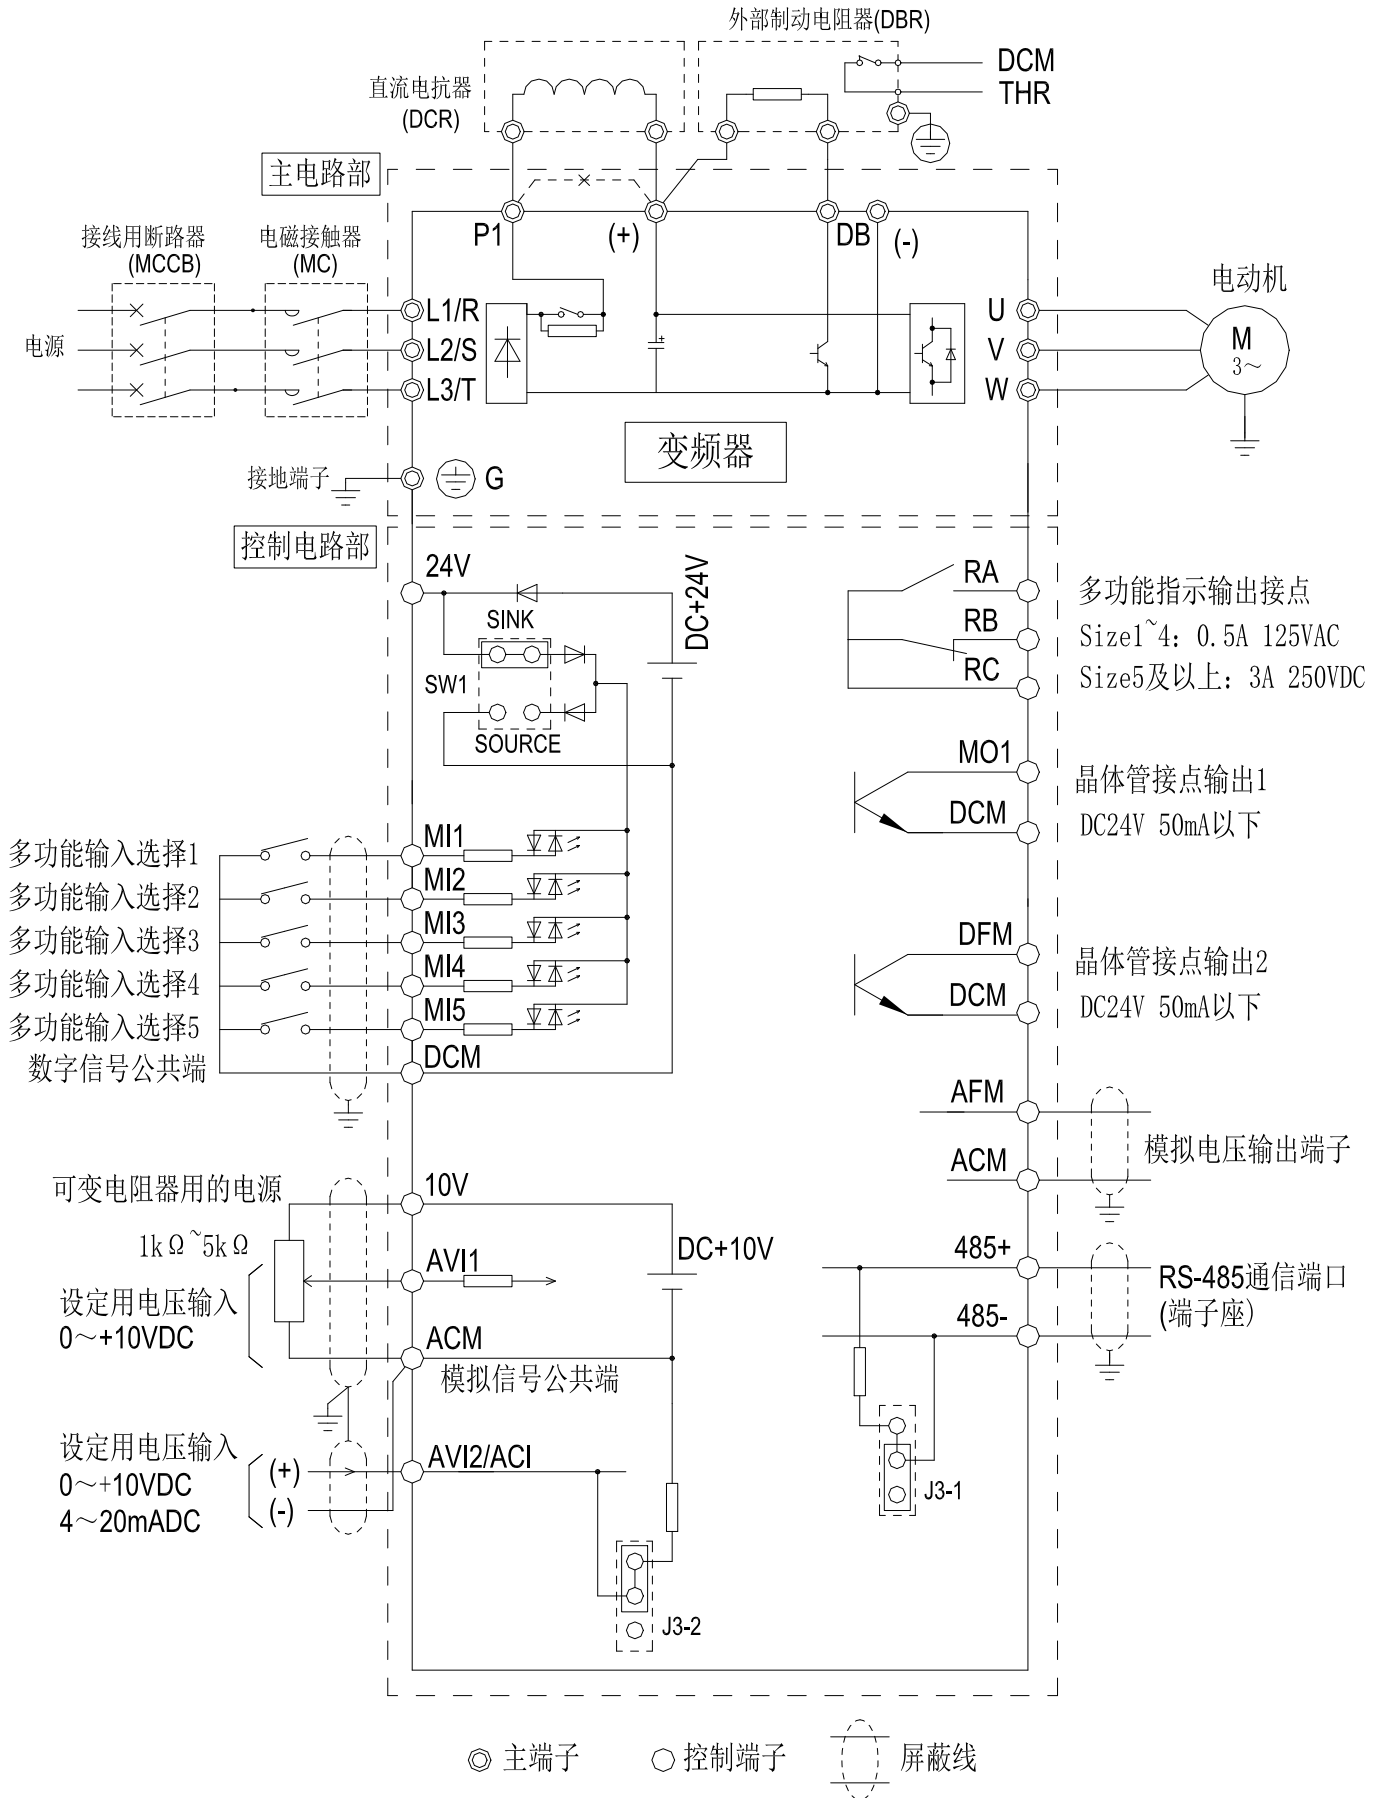 外部制动电阻器(DBR)
DCM
THR
直流电抗器
(DCR)
主电路部
接线用断路器
(MCCB)
电磁接触器
(MC)
P1
(+)
DB
(-)
电动机
电源
L1/R
L2/S
L3/T
U
V
W
M
3～
变频器
接地端子
G
控制电路部
24V
SINK
SW1
SOURCE
DC+24V
RA
RB
RC
多功能指示输出接点
Size1~4: 0.5A 125VAC
Size5及以上: 3A 250VDC
MO1
DCM
晶体管接点输出1
DC24V 50mA以下
多功能输入选择1
MI1
多功能输入选择2
MI2
多功能输入选择3
MI3
多功能输入选择4
MI4
多功能输入选择5
MI5
数字信号公共端
DCM
DFM
DCM
晶体管接点输出2
DC24V 50mA以下
AFM
ACM
模拟电压输出端子
可变电阻器用的电源
10V
1kΩ~5kΩ
AVI1
DC+10V
设定用电压输入
0～+10VDC
ACM
模拟信号公共端
485+
485-
RS-485通信端口
(端子座)
设定用电压输入
0～+10VDC
4～20mADC
(+)
(-)
AVI2/ACI
J3-1
J3-2
主端子
控制端子
屏蔽线